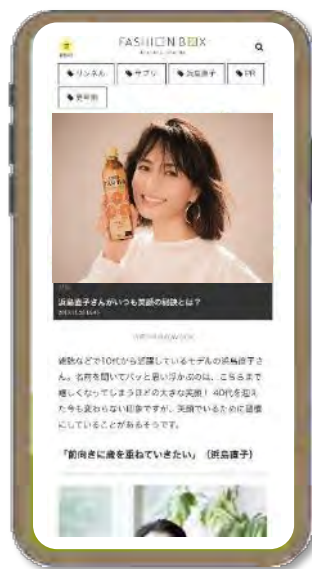 FASHION BOX
リンネル
サプリ
浜島直子
PR
更年期
浜島直子さんがいつも笑顔の秘訣とは？
雑誌などで10代から活躍しているモデルの浜島直子さ
ん。名前を聞いてパッと思い浮かぶのは、こちらまで
嬉しくなってしまうほどの大きな笑顔！ 40代を迎え
た今も変わらない印象ですが、笑顔でいるために習慣
にしていることがあるそうです。
「前向きに歳を重ねていきたい」（浜島直子）